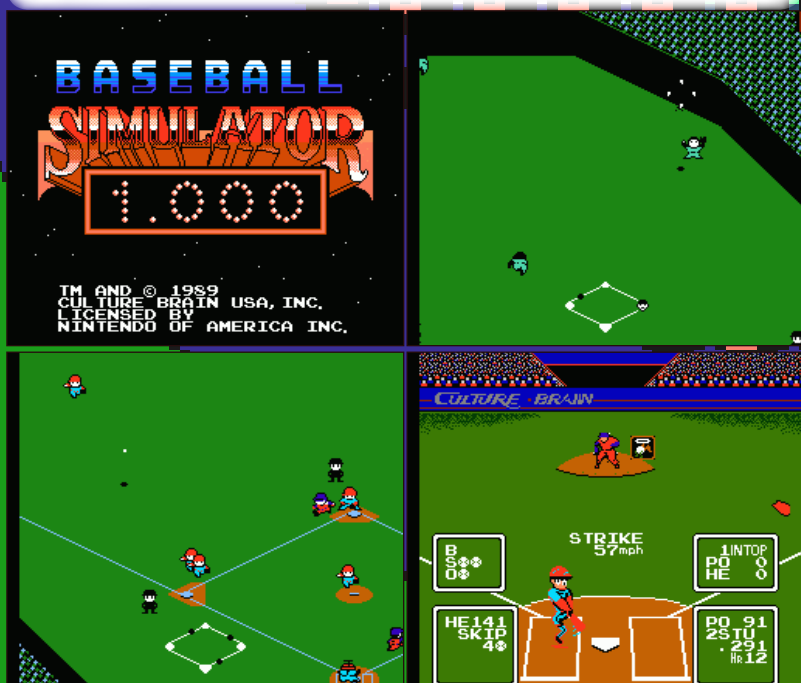 BASEBALL
SIMULATOR
1.000
TM AND © 1989
CULTURE BRAIN USA, INC.
LICENSED BY
NINTENDO OF AMERICA INC.
CULTURE BRAIN
STRIKE
57mph
B
S
O
1INTOP
PO 0
HE 0
HE141
SKIP
4
PO 91
2STU
.291
HR12